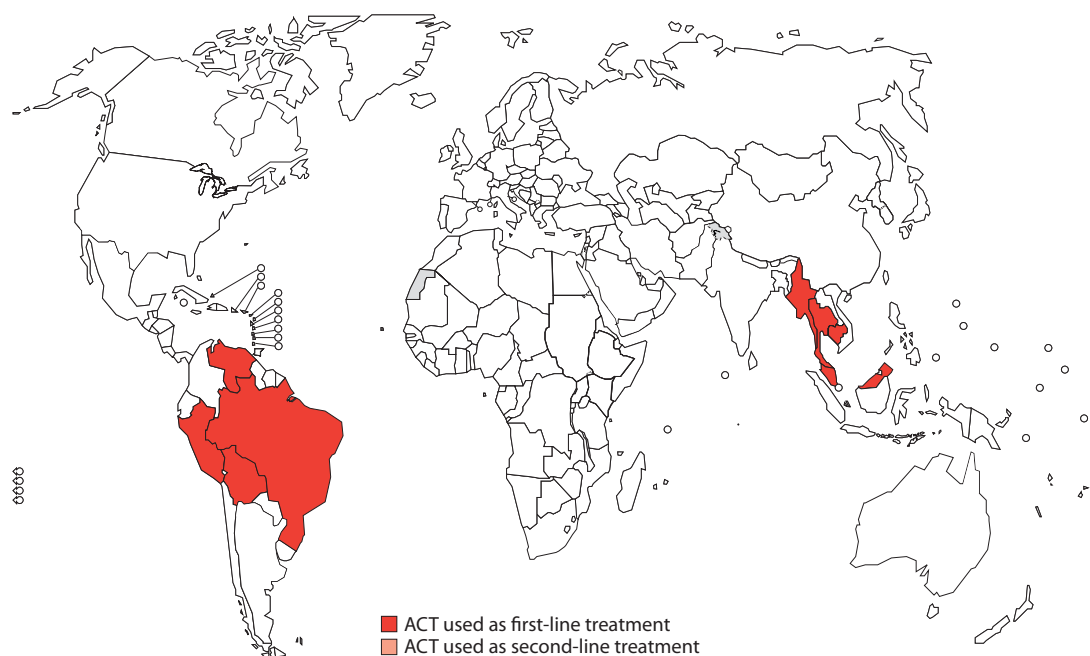 ACT used as first-line treatment
ACT used as second-line treatment